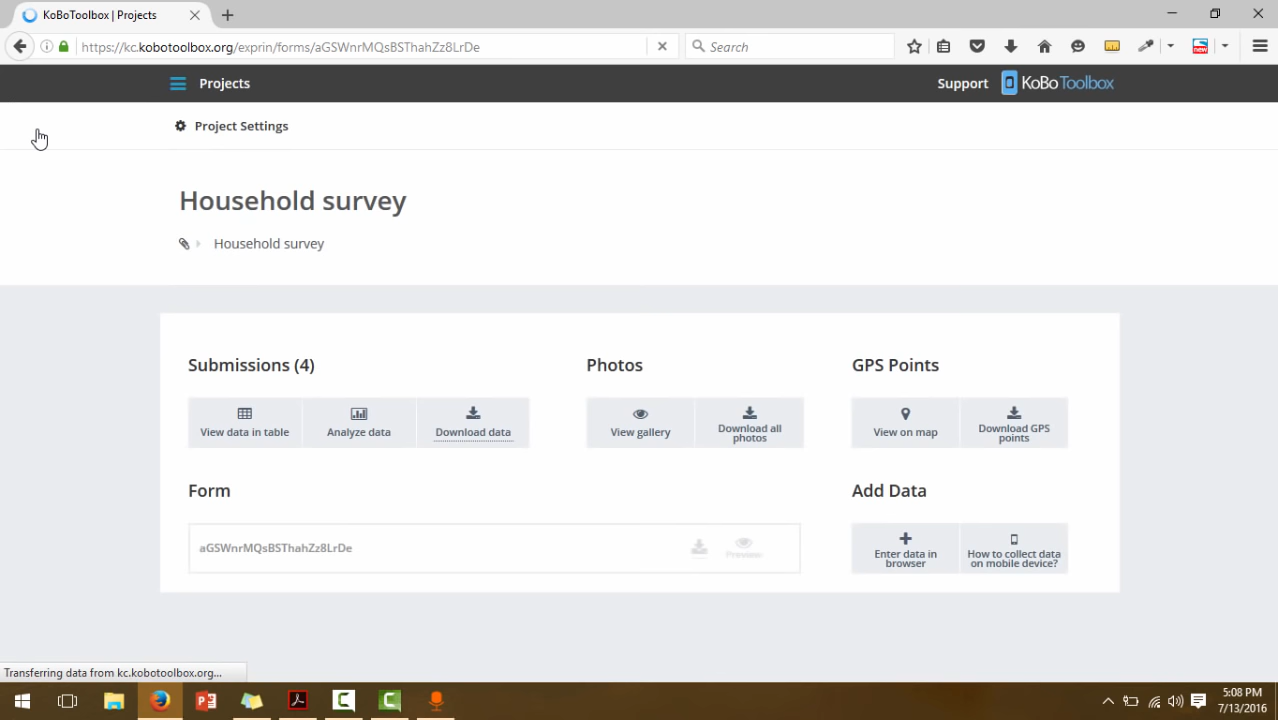 KoBoToolbox | Projects
https://kc.kobotoolbox.org/exprin/forms/aGSWnrMQsBSThahZz8LrDe
Search
new
Projects
Support
KoBoToolbox
Project Settings
Household survey
Household survey
Submissions (4)
Photos
GPS Points
View data in table
Analyze data
Download data
View gallery
Download all
photos
View on map
Download GPS
points
Form
Add Data
aGSWnrMQsBSThahZz8LrDe
Preview
Enter data in
browser
How to collect data
on mobile device?
Transferring data from kc.kobotoolbox.org...
5:08 PM
7/13/2016